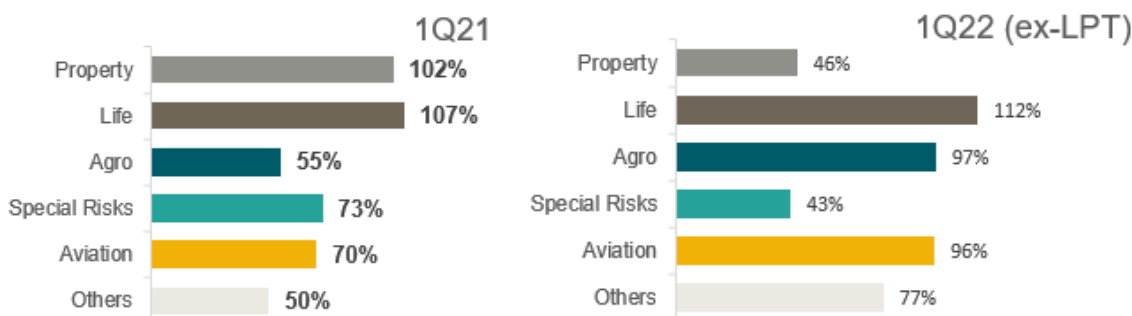 1Q21
Property 102%
Life 107%
Agro 55%
Special Risks 73%
Aviation 70%
Others 50%
1Q22 (ex-LPT)
Property 46%
Life 112%
Agro 97%
Special Risks 43%
Aviation 96%
Others 77%